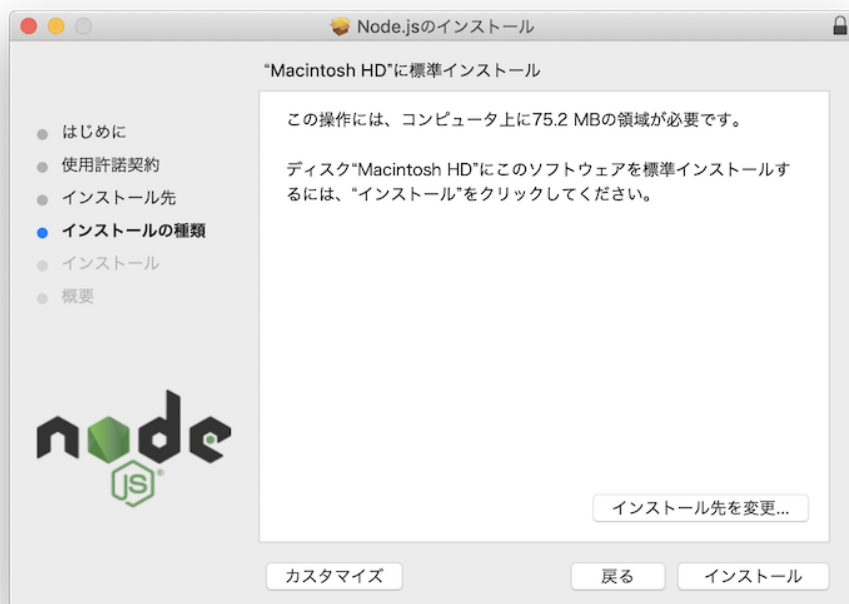 Node.jsのインストール
“Macintosh HD”に標準インストール
はじめに
使用許諾契約
インストール先
インストールの種類
インストール
概要
この操作には、コンピュータ上に75.2 MBの領域が必要です。
ディスク“Macintosh HD”にこのソフトウェアを標準インストールす
るには、“インストール”をクリックしてください。
node
JS®
インストール先を変更...
カスタマイズ
戻る
インストール